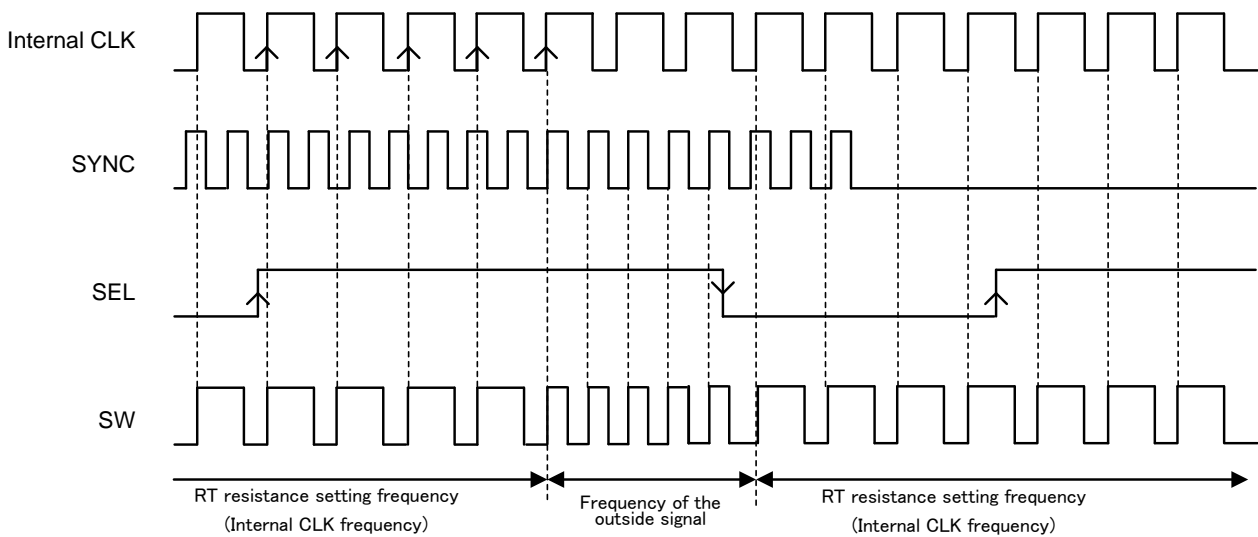 Internal CLK
SYNC
SEL
SW
RT resistance setting frequency
(Internal CLK frequency)
Frequency of the
outside signal
RT resistance setting frequency
(Internal CLK frequency)